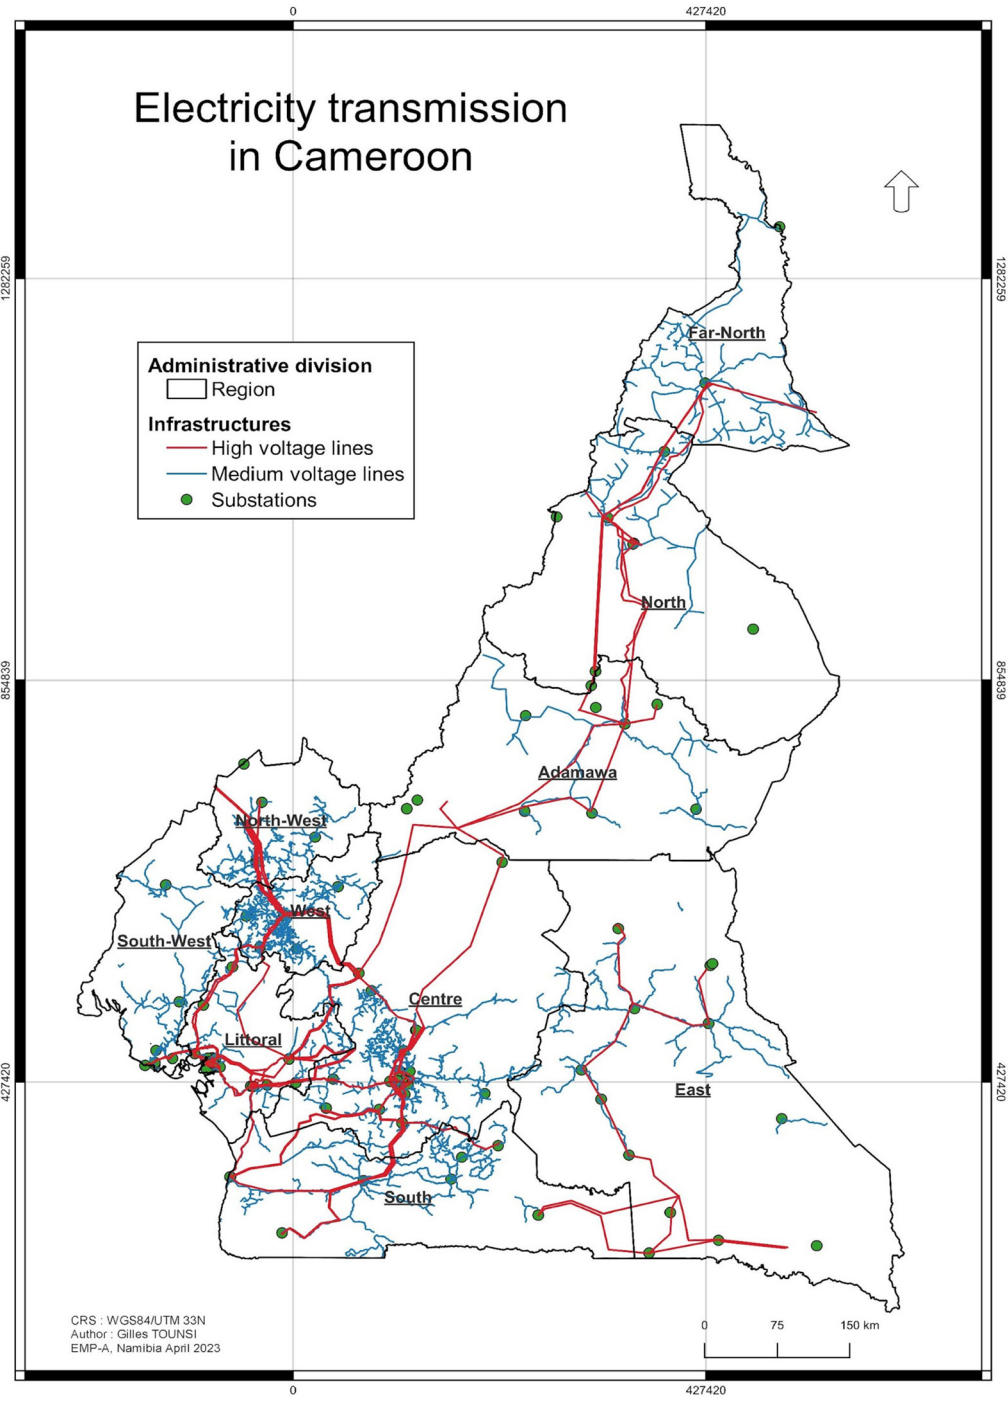 0 427420
Electricity transmission
in Cameroon
1282259 1282259
Far-North
Administrative division
Region
Infrastructures
High voltage lines
Medium voltage lines
Substations
North
854839 854839
Adamawa
North-West
West
South-West
Centre
Littoral
427420 427420
East
South
CRS : WGS84/UTM 33N
Author : Gilles TOUNSI
EMP-A, Namibia April 2023
0 75 150 km
0 427420